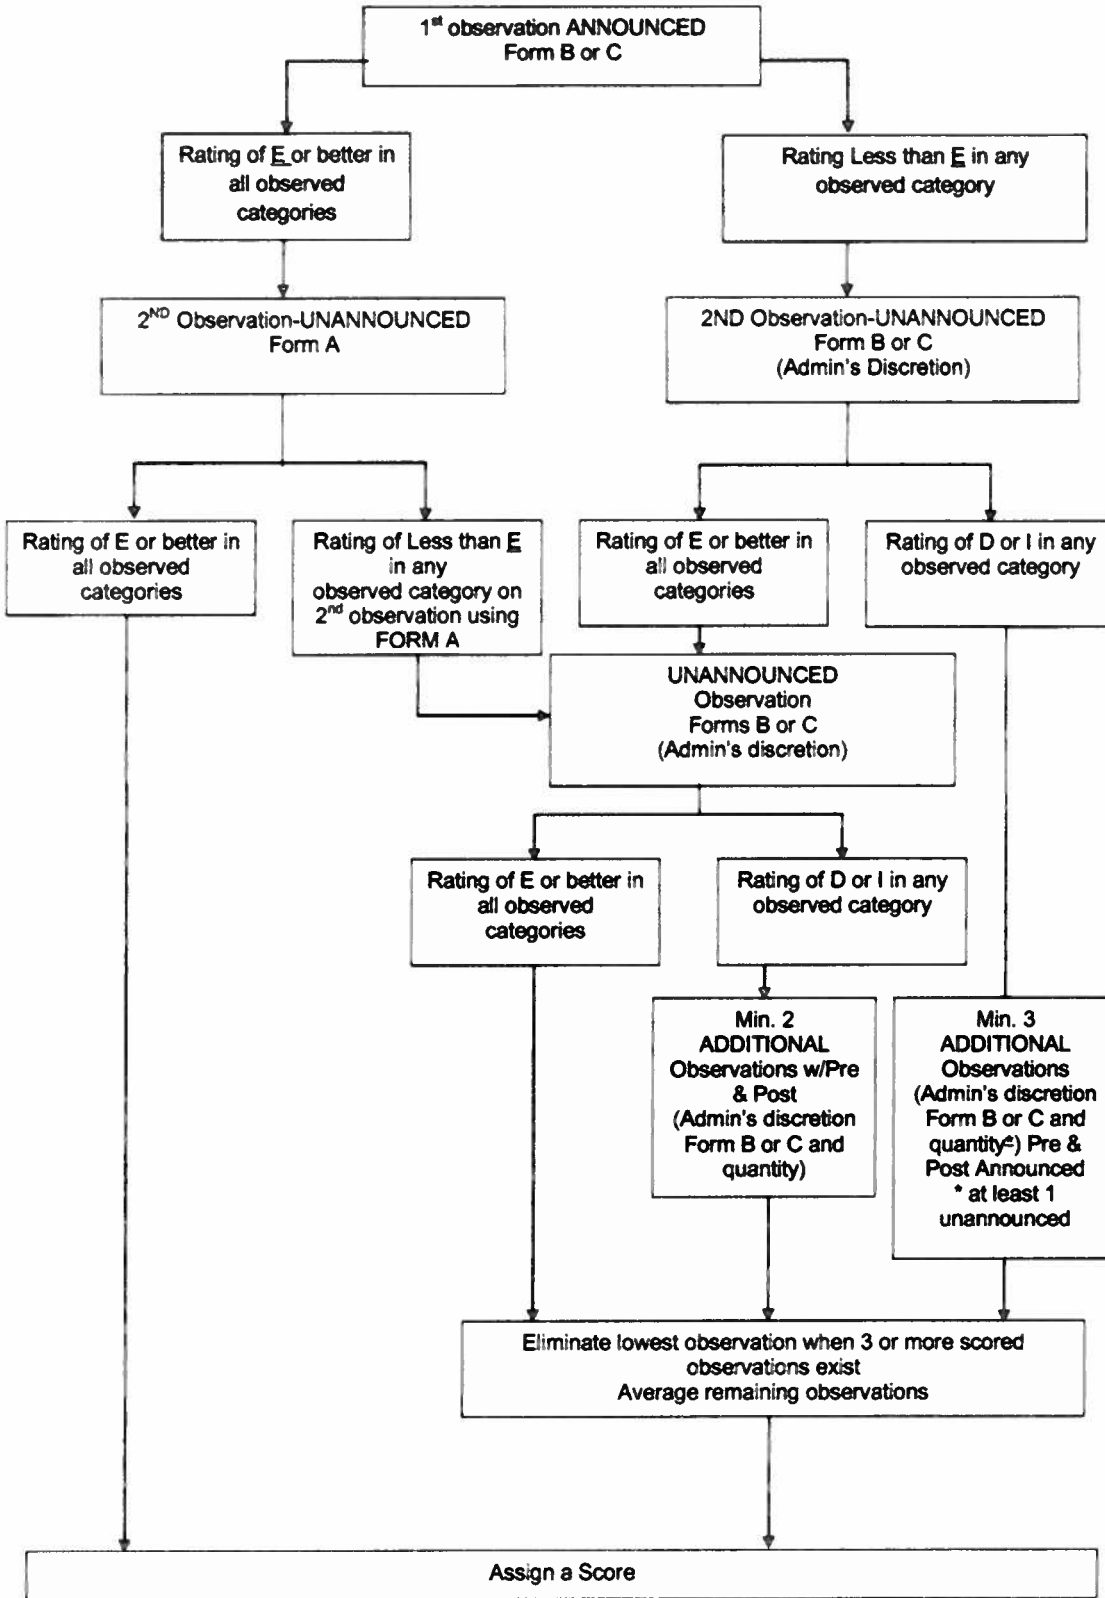 1st observation ANNOUNCED
Form B or C
Rating of E or better in
all observed
categories
Rating Less than E in any
observed category
2ND Observation-UNANNOUNCED
Form A
2ND Observation-UNANNOUNCED
Form B or C
(Admin's Discretion)
Rating of E or better in
all observed
categories
Rating of Less than E
in any
observed category on
2nd observation using
FORM A
Rating of E or better in
all observed
categories
Rating of D or I in any
observed category
UNANNOUNCED
Observation
Forms B or C
(Admin's discretion)
Rating of E or better in
all observed
categories
Rating of D or I in any
observed category
Min. 2
ADDITIONAL
Observations w/Pre
& Post
(Admin's discretion
Form B or C and
quantity)
Min. 3
ADDITIONAL
Observations
(Admin's discretion
Form B or C and
quantity*) Pre &
Post Announced
* at least 1
unannounced
Eliminate lowest observation when 3 or more scored
observations exist
Average remaining observations
Assign a Score